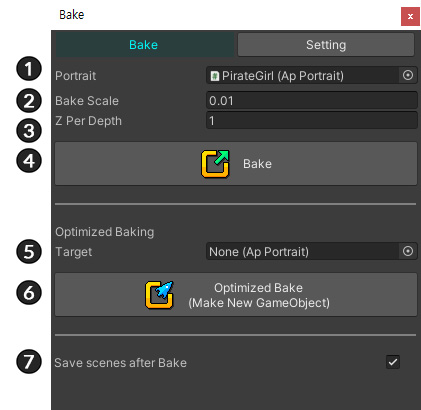 Bake
x
Bake Setting
1 Portrait PirateGirl (Ap Portrait)
2 Bake Scale 0.01
3 Z Per Depth 1
4 Bake
Optimized Baking
5 Target None (Ap Portrait)
6 Optimized Bake
(Make New GameObject)
7 Save scenes after Bake